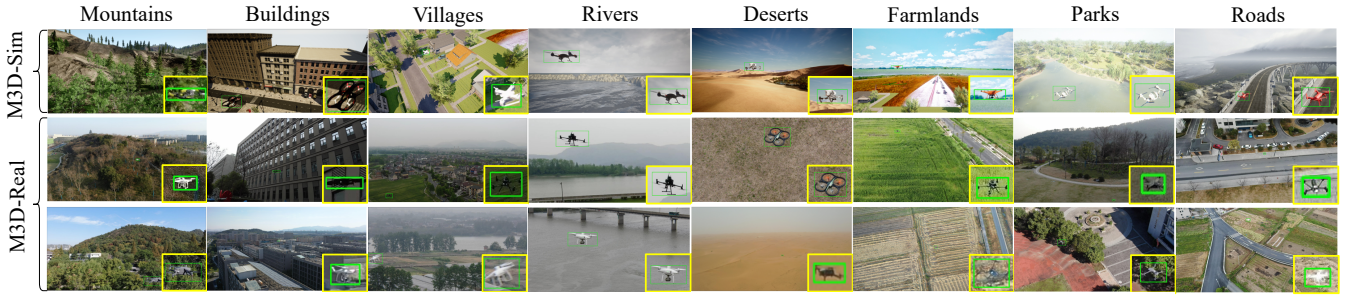 Mountains
Buildings
Villages
Rivers
Deserts
Farmlands
Parks
Roads
M3D-Sim
M3D-Real